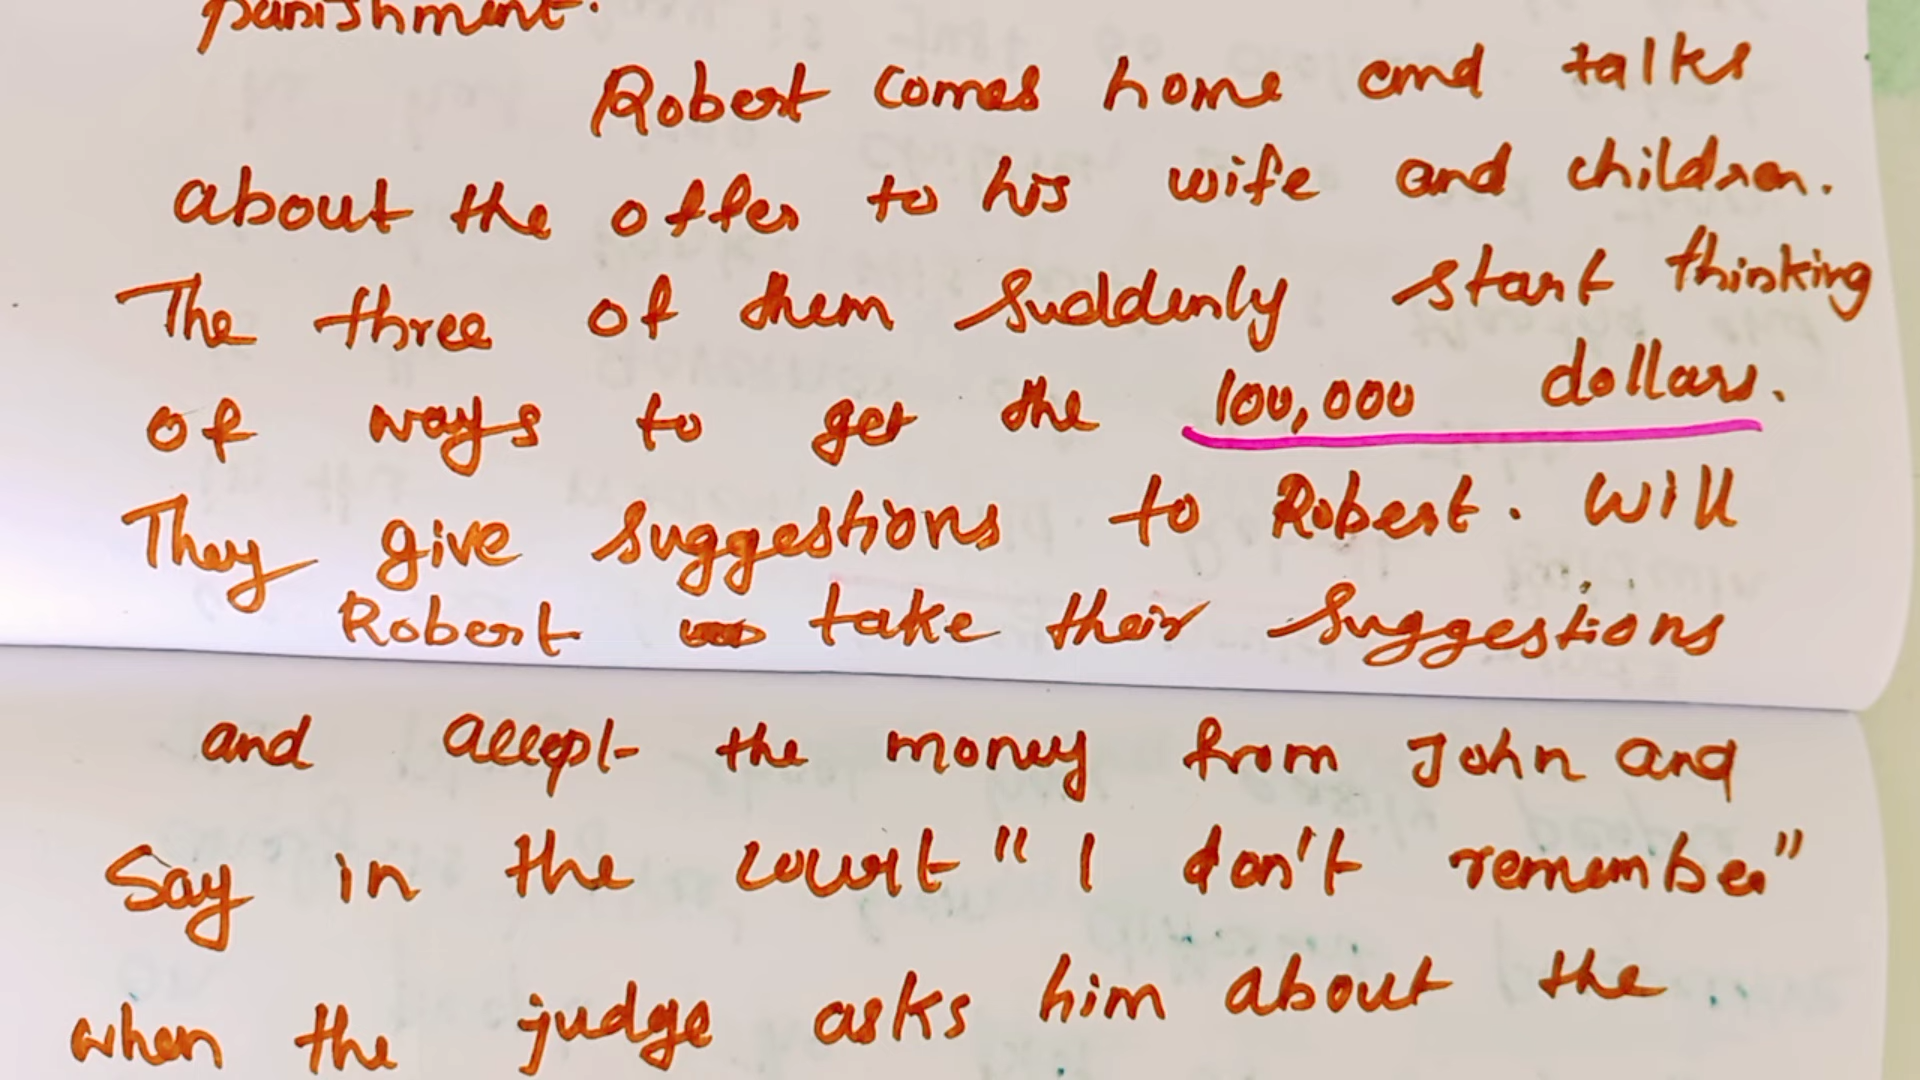 punishment.
Robert comes home and talks
about the offer to his wife and children.
The three of them suddenly start thinking
of ways to get the 100,000 dollars.
They give suggestions to Robert. Will
Robert take their suggestions
and accept the money from John and
Say in the court "I don't remember"
when the judge asks him about the